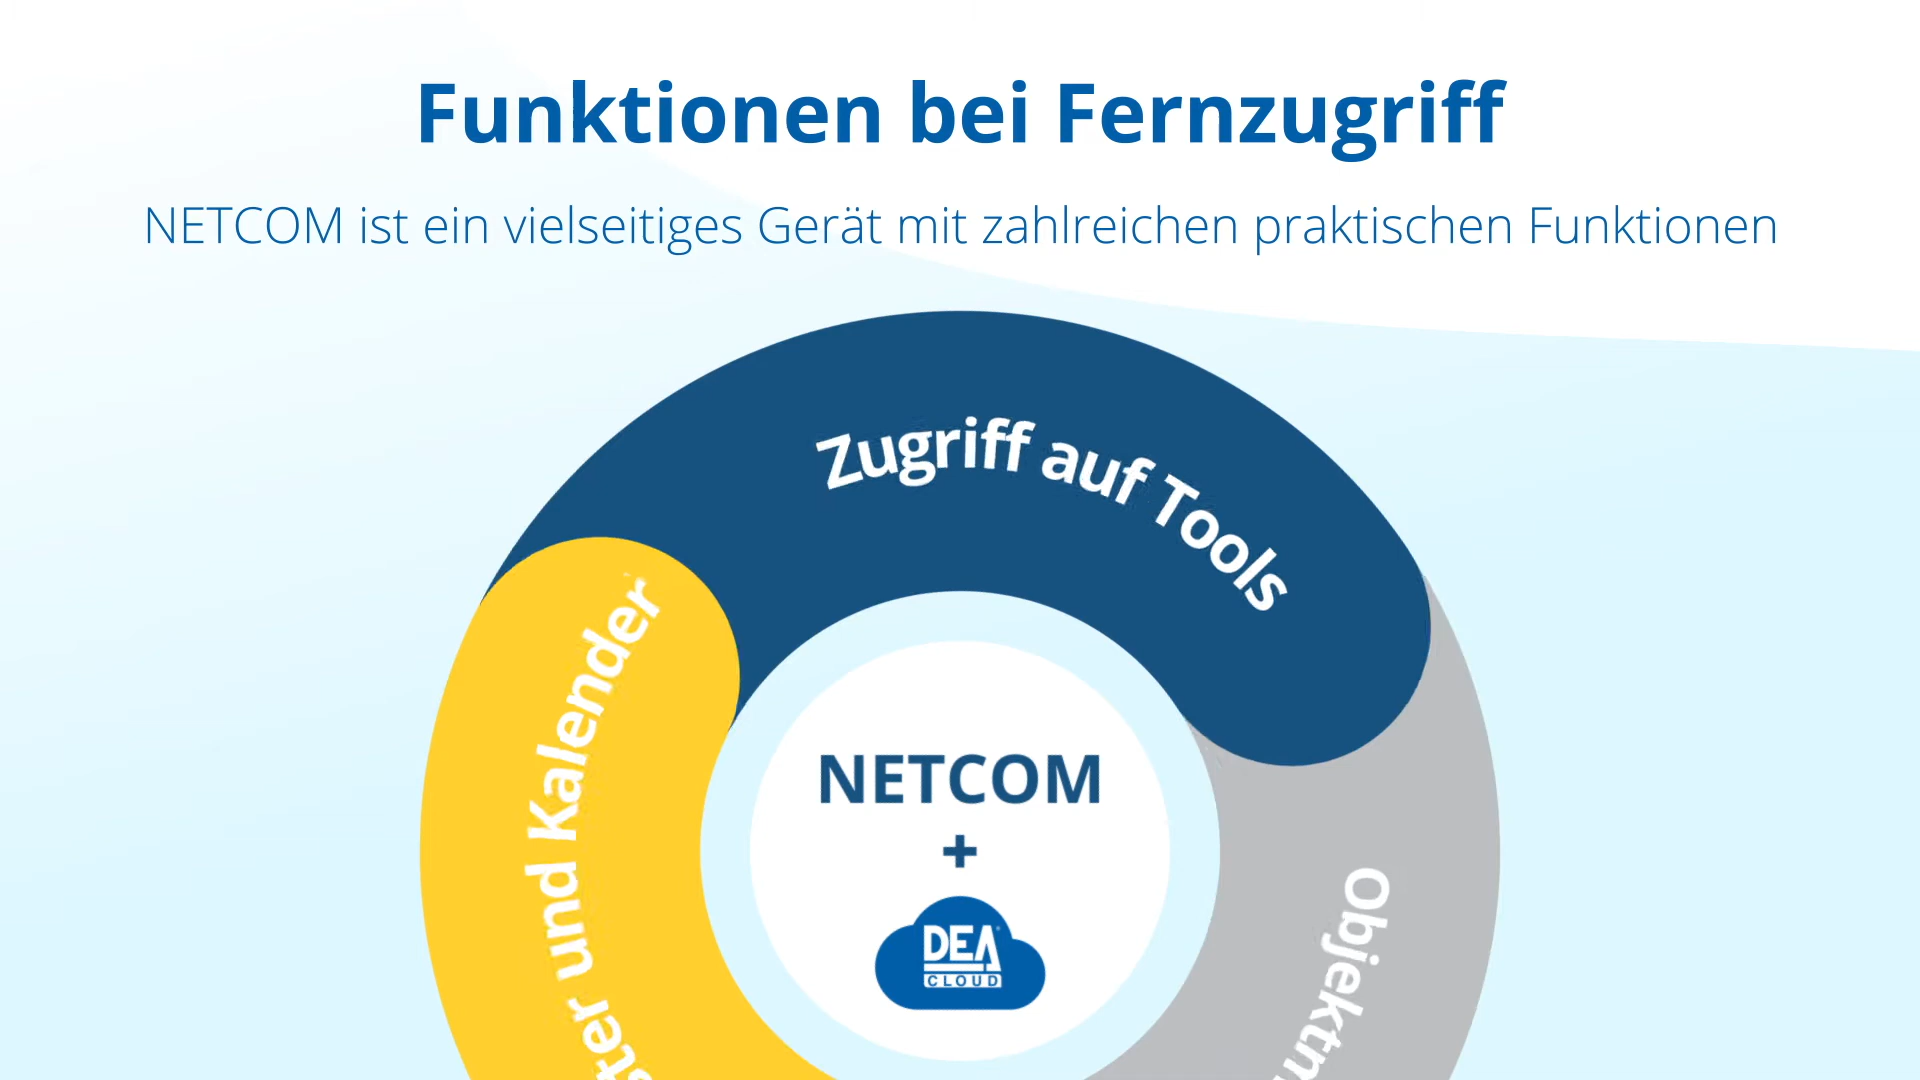 Funktionen bei Fernzugriff
NETCOM ist ein vielseitiges Gerät mit zahlreichen praktischen Funktionen
Zugriff auf Tools
und Kalender
NETCOM
+
DEA
CLOUD